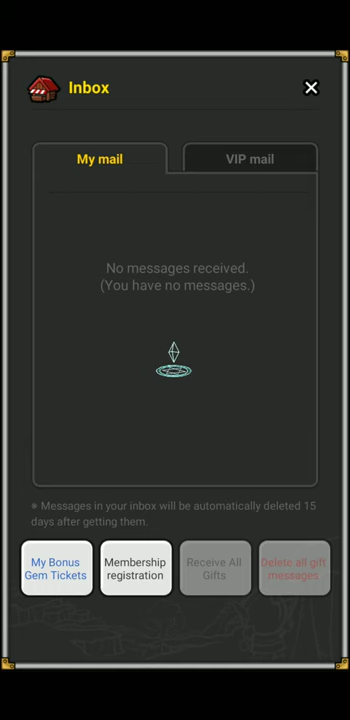 Inbox
My mail
VIP mail
No messages received.
(You have no messages.)
※ Messages in your inbox will be automatically deleted 15
days after getting them.
My Bonus
Gem Tickets
Membership
registration
Receive All
Gifts
Delete all gift
messages